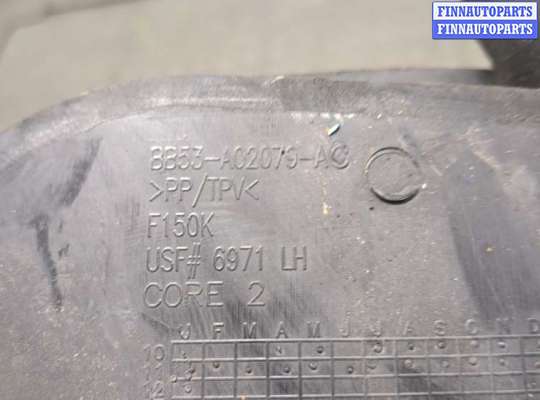 FINNAUTOPARTS
FINNAUTOPARTS
BB53-A02079-AC
>PP/TPV<
F150K
USF# 6971 LH
CORE 2
J F M A M J J A S O N D
10
11
12